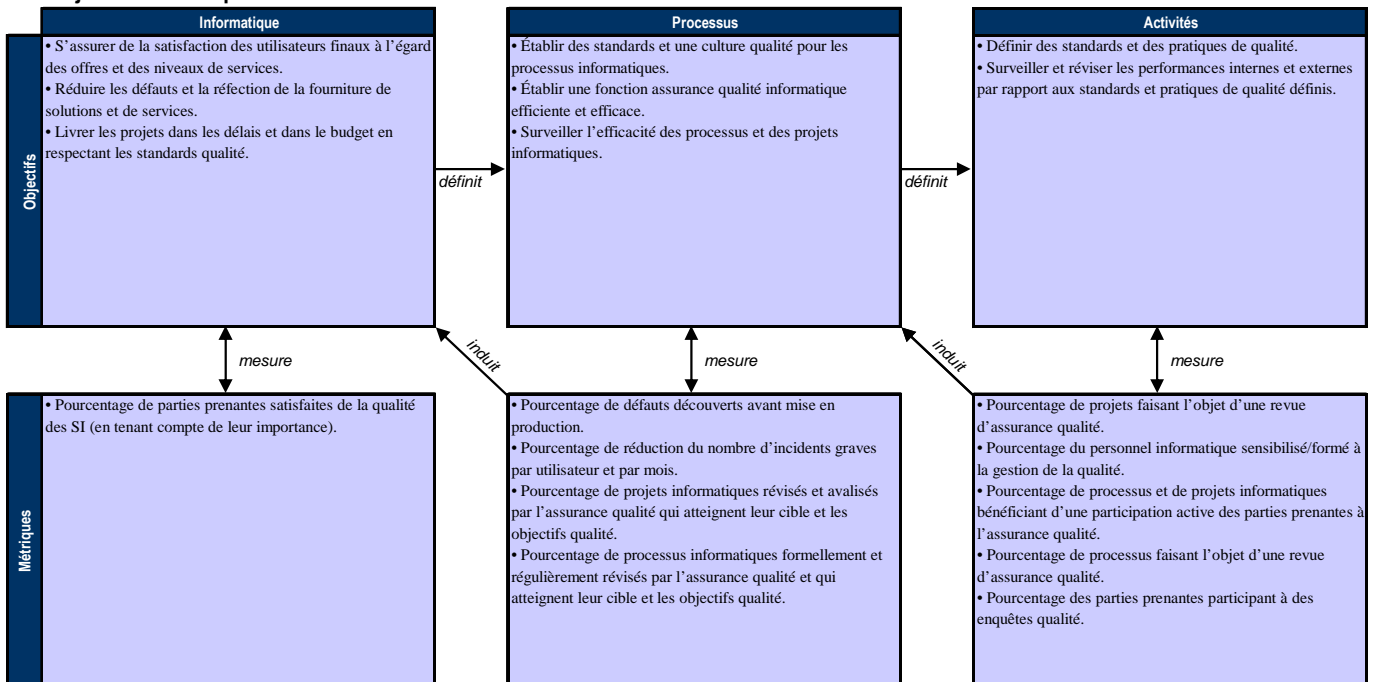 Informatique
Processus
Activités
Objectifs
• S'assurer de la satisfaction des utilisateurs finaux à l'égard
des offres et des niveaux de services.
• Réduire les défauts et la réfection de la fourniture de
solutions et de services.
• Livrer les projets dans les délais et dans le budget en
respectant les standards qualité.
définit
• Établir des standards et une culture qualité pour les
processus informatiques.
• Établir une fonction assurance qualité informatique
efficiente et efficace.
• Surveiller l'efficacité des processus et des projets
informatiques.
définit
• Définir des standards et des pratiques de qualité.
• Surveiller et réviser les performances internes et externes
par rapport aux standards et pratiques de qualité définis.
mesure
induit
mesure
induit
mesure
Métriques
• Pourcentage de parties prenantes satisfaites de la qualité
des SI (en tenant compte de leur importance).
• Pourcentage de défauts découverts avant mise en
production.
• Pourcentage de réduction du nombre d'incidents graves
par utilisateur et par mois.
• Pourcentage de projets informatiques révisés et avalisés
par l'assurance qualité qui atteignent leur cible et les
objectifs qualité.
• Pourcentage de processus informatiques formellement et
régulièrement révisés par l'assurance qualité et qui
atteignent leur cible et les objectifs qualité.
• Pourcentage de projets faisant l'objet d'une revue
d'assurance qualité.
• Pourcentage du personnel informatique sensibilisé/formé à
la gestion de la qualité.
• Pourcentage de processus et de projets informatiques
bénéficiant d'une participation active des parties prenantes à
l'assurance qualité.
• Pourcentage de processus faisant l'objet d'une revue
d'assurance qualité.
• Pourcentage des parties prenantes participant à des
enquêtes qualité.